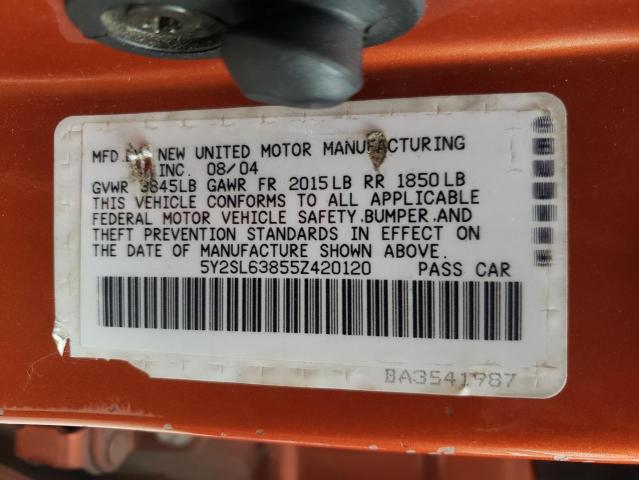 MFD. NEW UNITED MOTOR MANUFACTURING
INC. 08/04
GVWR 3845LB GAWR FR 2015LB RR 1850LB
THIS VEHICLE CONFORMS TO ALL APPLICABLE
FEDERAL MOTOR VEHICLE SAFETY.BUMPER.AND
THEFT PREVENTION STANDARDS IN EFFECT ON
THE DATE OF MANUFACTURE SHOWN ABOVE.
5Y2SL63855Z420120 PASS CAR
BA3541987